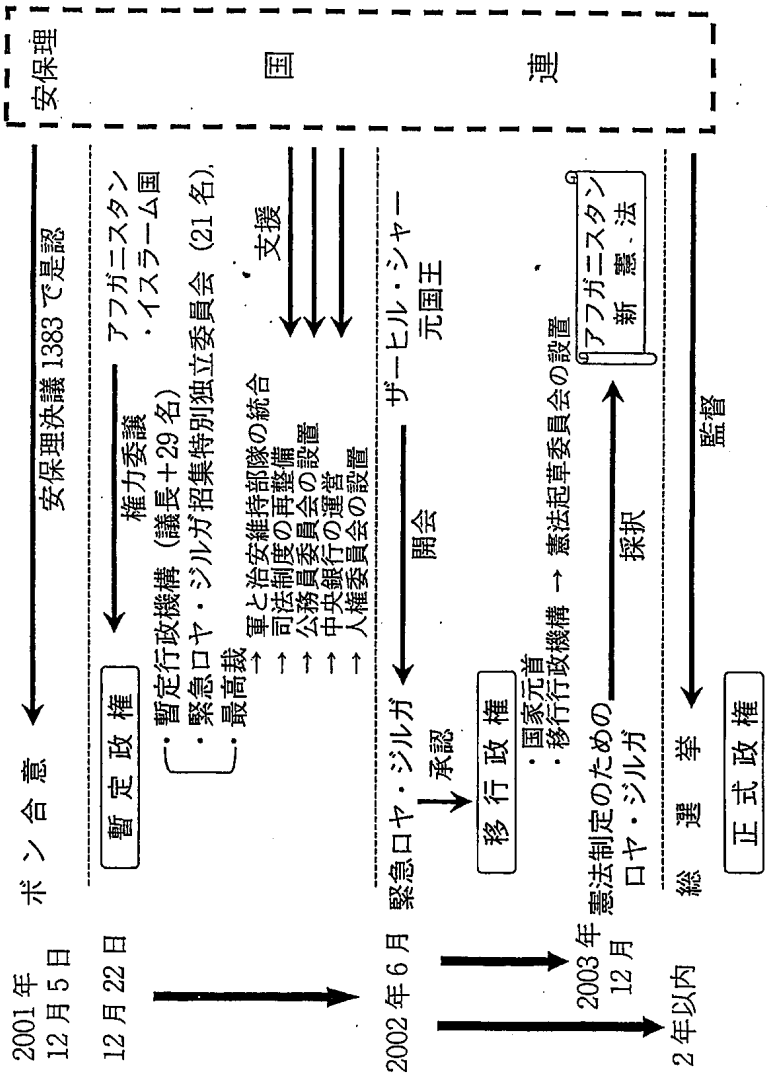 2001年
12月5日
ボン合意
安保理決議1383で是認
安保理
国連
12月22日
暫定政権
権力委譲
アフガニスタン
・イスラーム国
・暫定行政機構（議長＋29名）
・緊急ロヤ・ジルガ招集特別独立委員会（21名）
・最高裁
→ 軍と治安維持部隊の統合
→ 司法制度の再整備
→ 公務員委員会の設置
→ 中央銀行の運営
→ 人権委員会の設置
支援
2002年6月
緊急ロヤ・ジルガ
開会
ザーヒル・シャー
元国王
承認
移行政権
・国家元首
・移行行政機構 → 憲法起草委員会の設置
2003年
12月
憲法制定のための
ロヤ・ジルガ
採択
アフガニスタン
新憲法
2年以内
総選挙
監督
正式政権